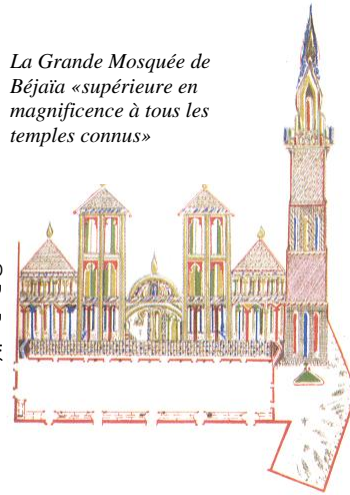 La Grande Mosquée de
Béjaïa «supérieure en
magnificence à tous les
temples connus»